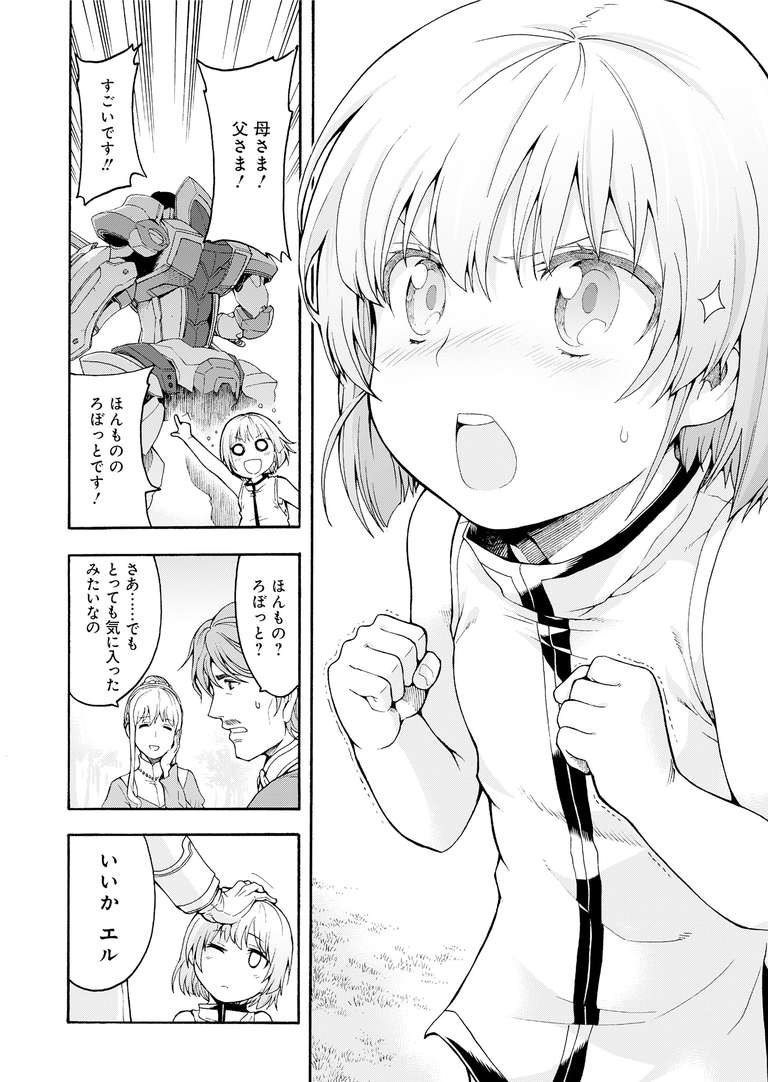 母さま！
父さま！
すごいです!!
ほんものの
ろぼっとです！
ほんもの？
ろぼっと？
さあ……でも
とっても気に入った
みたいなの
いいか エル